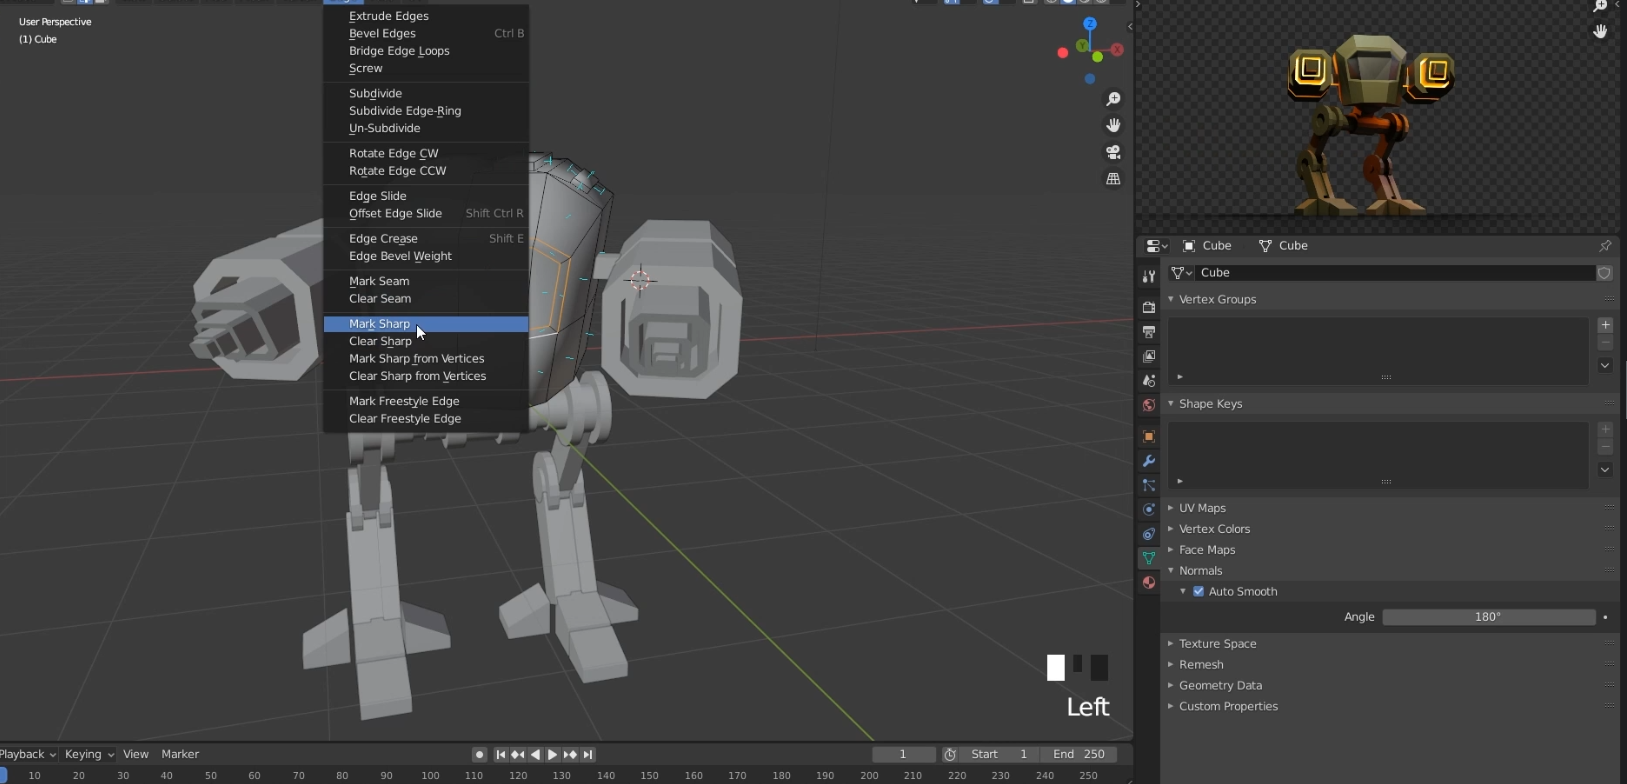 User Perspective
(1) Cube
Extrude Edges
Bevel Edges Ctrl B
Bridge Edge Loops
Screw
Subdivide
Subdivide Edge-Ring
Un-Subdivide
Rotate Edge CW
Rotate Edge CCW
Edge Slide
Offset Edge Slide Shift Ctrl R
Edge Crease Shift E
Edge Bevel Weight
Mark Seam
Clear Seam
Mark Sharp
Clear Sharp
Mark Sharp from Vertices
Clear Sharp from Vertices
Mark Freestyle Edge
Clear Freestyle Edge
Z
Y
X
Left
Playback Keying View Marker
1 Start 1 End 250
10 20 30 40 50 60 70 80 90 100 110 120 130 140 150 160 170 180 190 200 210 220 230 240 250
Cube Cube
Cube
Vertex Groups
Shape Keys
UV Maps
Vertex Colors
Face Maps
Normals
Auto Smooth
Angle 180°
Texture Space
Remesh
Geometry Data
Custom Properties